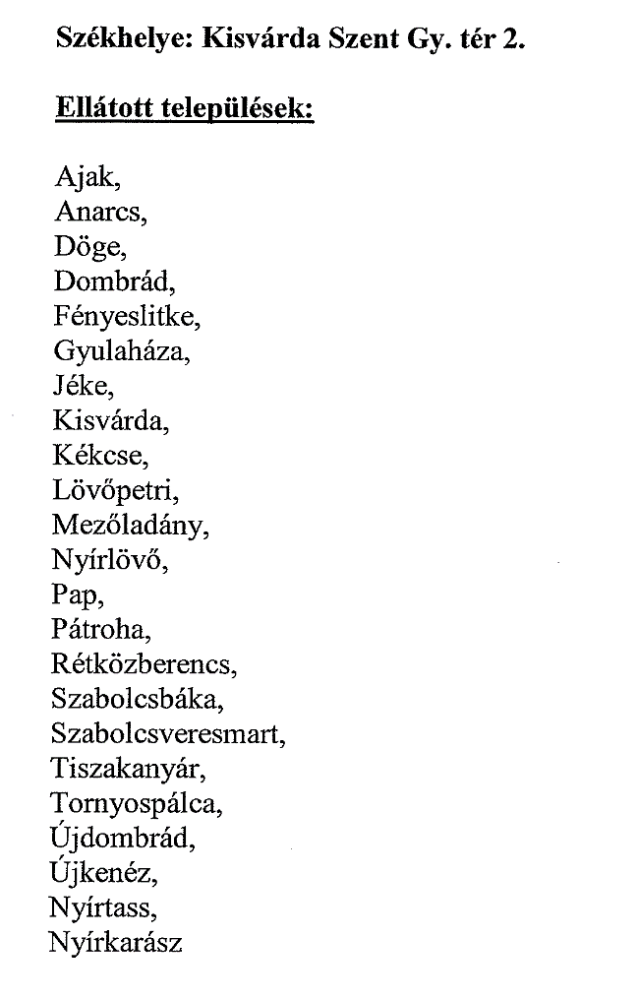 Székhelye: Kisvárda Szent Gy. tér 2.
Ellátott települések:
Ajak,
Anarcs,
Döge,
Dombrád,
Fényeslitke,
Gyulaháza,
Jéke,
Kisvárda,
Kékcse,
Lövőpetri,
Mezőladány,
Nyírlövő,
Pap,
Pátroha,
Rétközberencs,
Szabolcsbáka,
Szabolcsveresmart,
Tiszakanyár,
Tornyospálca,
Újdombrád,
Újkenéz,
Nyírtass,
Nyírkarász